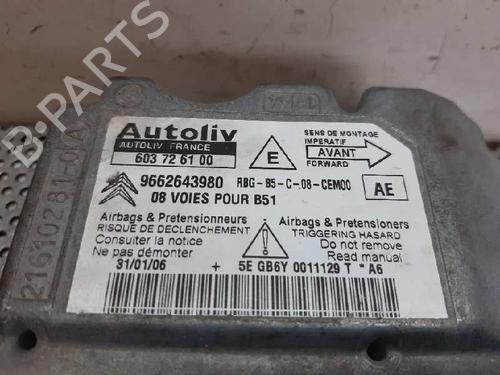 B-PARTS
Autoliv
AUTOLIV FRANCE
603 72 61 00
E
SENS DE MONTAGE
IMPERATIF
AVANT
FORWARD
9662643980 RBG-B5-C-08-CEM00
AE
08 VOIES POUR B51
Airbags & Pretensionneurs
RISQUE DE DECLENCHEMENT
Consulter la notice
Ne pas démonter
Airbags & Pretensioners
TRIGGERING HASARD
Do not remove
Read manual
31/01/06 + 5E GB6Y 0011129 T * A6